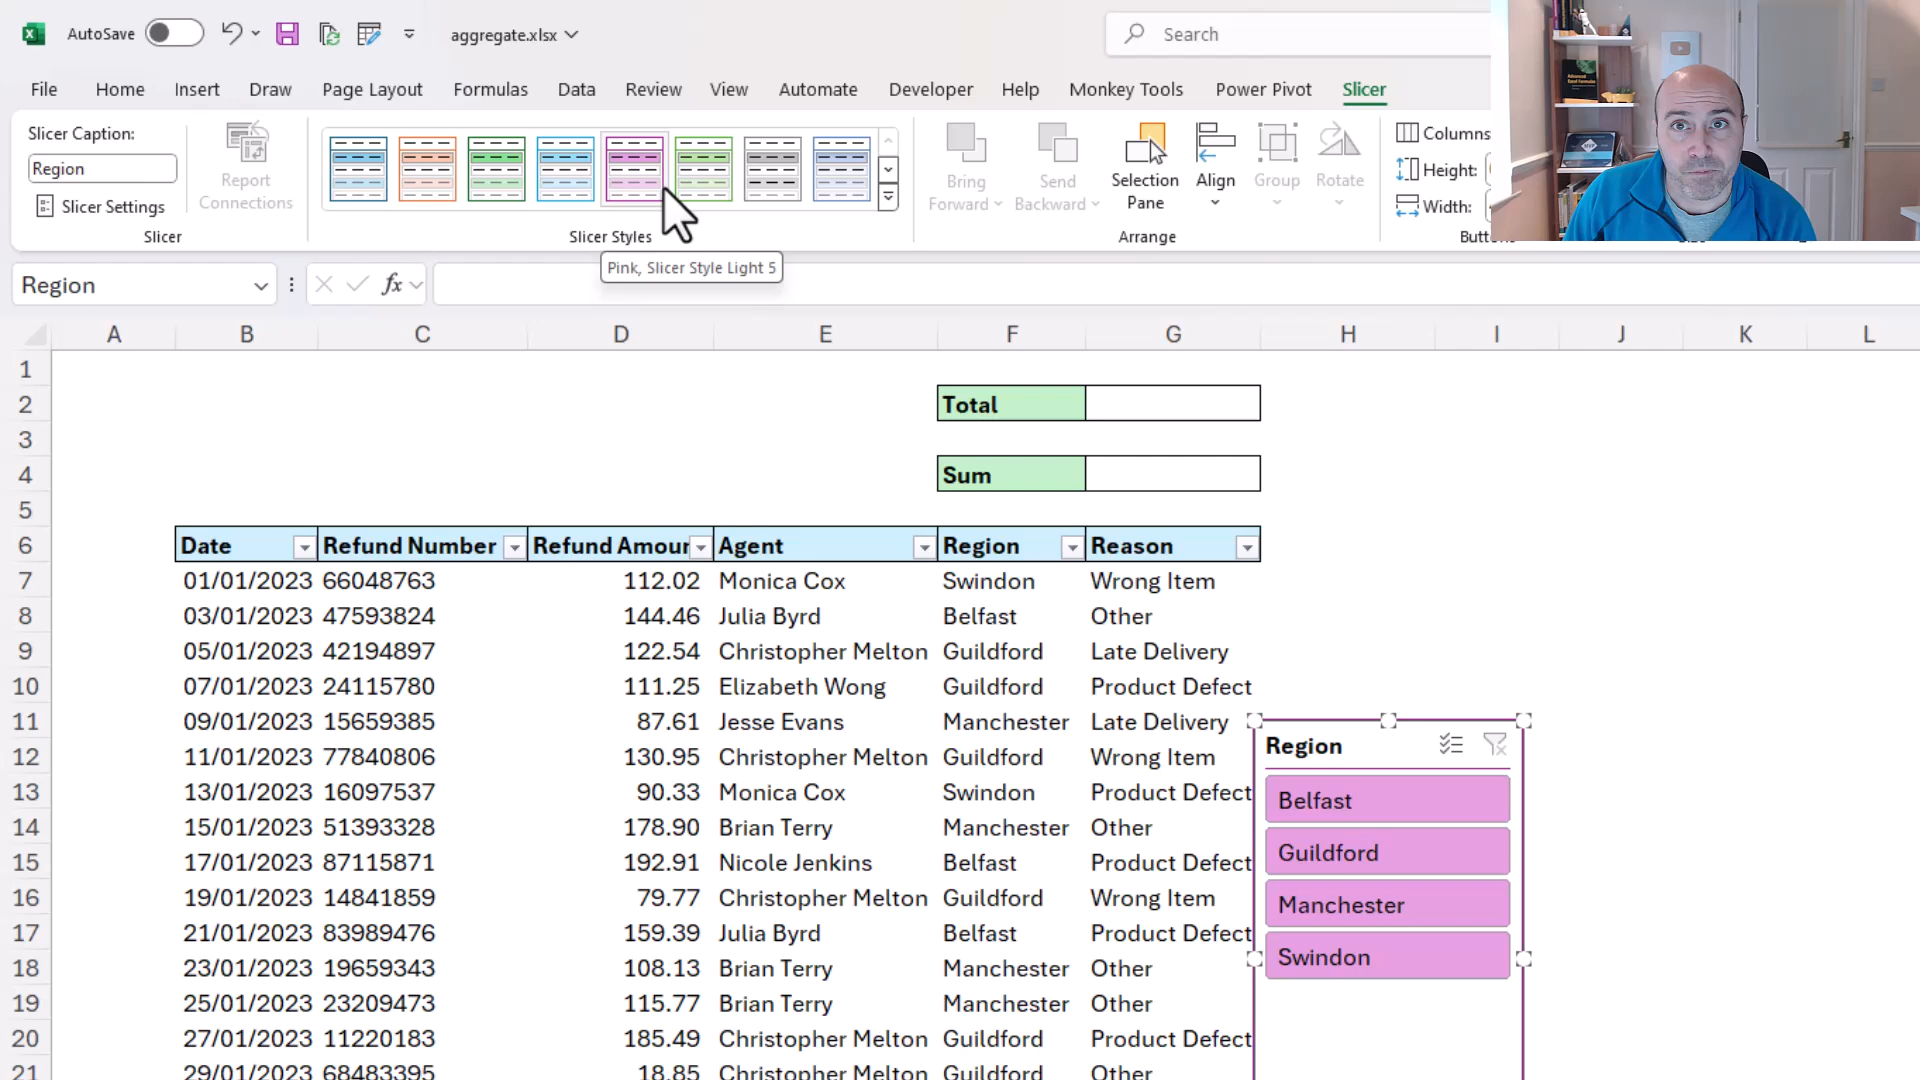 AutoSave aggregate.xlsx Search
File Home Insert Draw Page Layout Formulas Data Review View Automate Developer Help Monkey Tools Power Pivot Slicer
Slicer Caption:
Region
Slicer Settings
Slicer
Report
Connections
Slicer Styles
Pink, Slicer Style Light 5
Bring
Forward
Send
Backward
Selection
Pane
Align
Group
Rotate
Arrange
Columns
Height:
Width:
Region fx
A B C D E F G H I J K L
1
2 Total
3
4 Sum
5
6 Date Refund Number Refund Amour Agent Region Reason
7 01/01/2023 66048763 112.02 Monica Cox Swindon Wrong Item
8 03/01/2023 47593824 144.46 Julia Byrd Belfast Other
9 05/01/2023 42194897 122.54 Christopher Melton Guildford Late Delivery
10 07/01/2023 24115780 111.25 Elizabeth Wong Guildford Product Defect
11 09/01/2023 15659385 87.61 Jesse Evans Manchester Late Delivery
12 11/01/2023 77840806 130.95 Christopher Melton Guildford Wrong Item
13 13/01/2023 16097537 90.33 Monica Cox Swindon Product Defect
14 15/01/2023 51393328 178.90 Brian Terry Manchester Other
15 17/01/2023 87115871 192.91 Nicole Jenkins Belfast Product Defect
16 19/01/2023 14841859 79.77 Christopher Melton Guildford Wrong Item
17 21/01/2023 83989476 159.39 Julia Byrd Belfast Product Defect
18 23/01/2023 19659343 108.13 Brian Terry Manchester Other
19 25/01/2023 23209473 115.77 Brian Terry Manchester Other
20 27/01/2023 11220183 185.49 Christopher Melton Guildford Product Defect
21 29/01/2023 68483395 18.85 Christopher Melton Guildford Other
Region
Belfast
Guildford
Manchester
Swindon